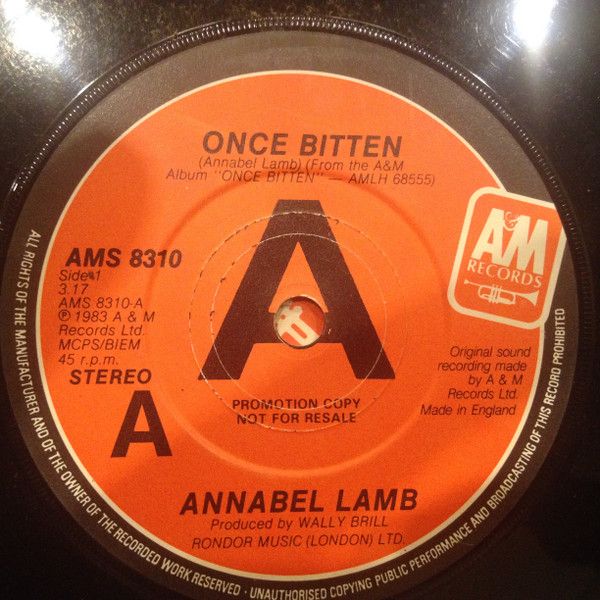 ONCE BITTEN
(Annabel Lamb) (From the A&M
Album "ONCE BITTEN" — AMLH 68555)
A&M
RECORDS
AMS 8310
Side 1
3.17
AMS 8310-A
℗ 1983 A & M
Records Ltd.
MCPS/BIEM
45 r.p.m.
STEREO
A
A
PROMOTION COPY
NOT FOR RESALE
Original sound
recording made
by A & M
Records Ltd.
Made in England
ANNABEL LAMB
Produced by WALLY BRILL
RONDOR MUSIC (LONDON) LTD.
ALL RIGHTS OF THE MANUFACTURER AND OF THE OWNER OF THE RECORDED WORK RESERVED · UNAUTHORISED COPYING PUBLIC PERFORMANCE AND BROADCASTING OF THIS RECORD PROHIBITED